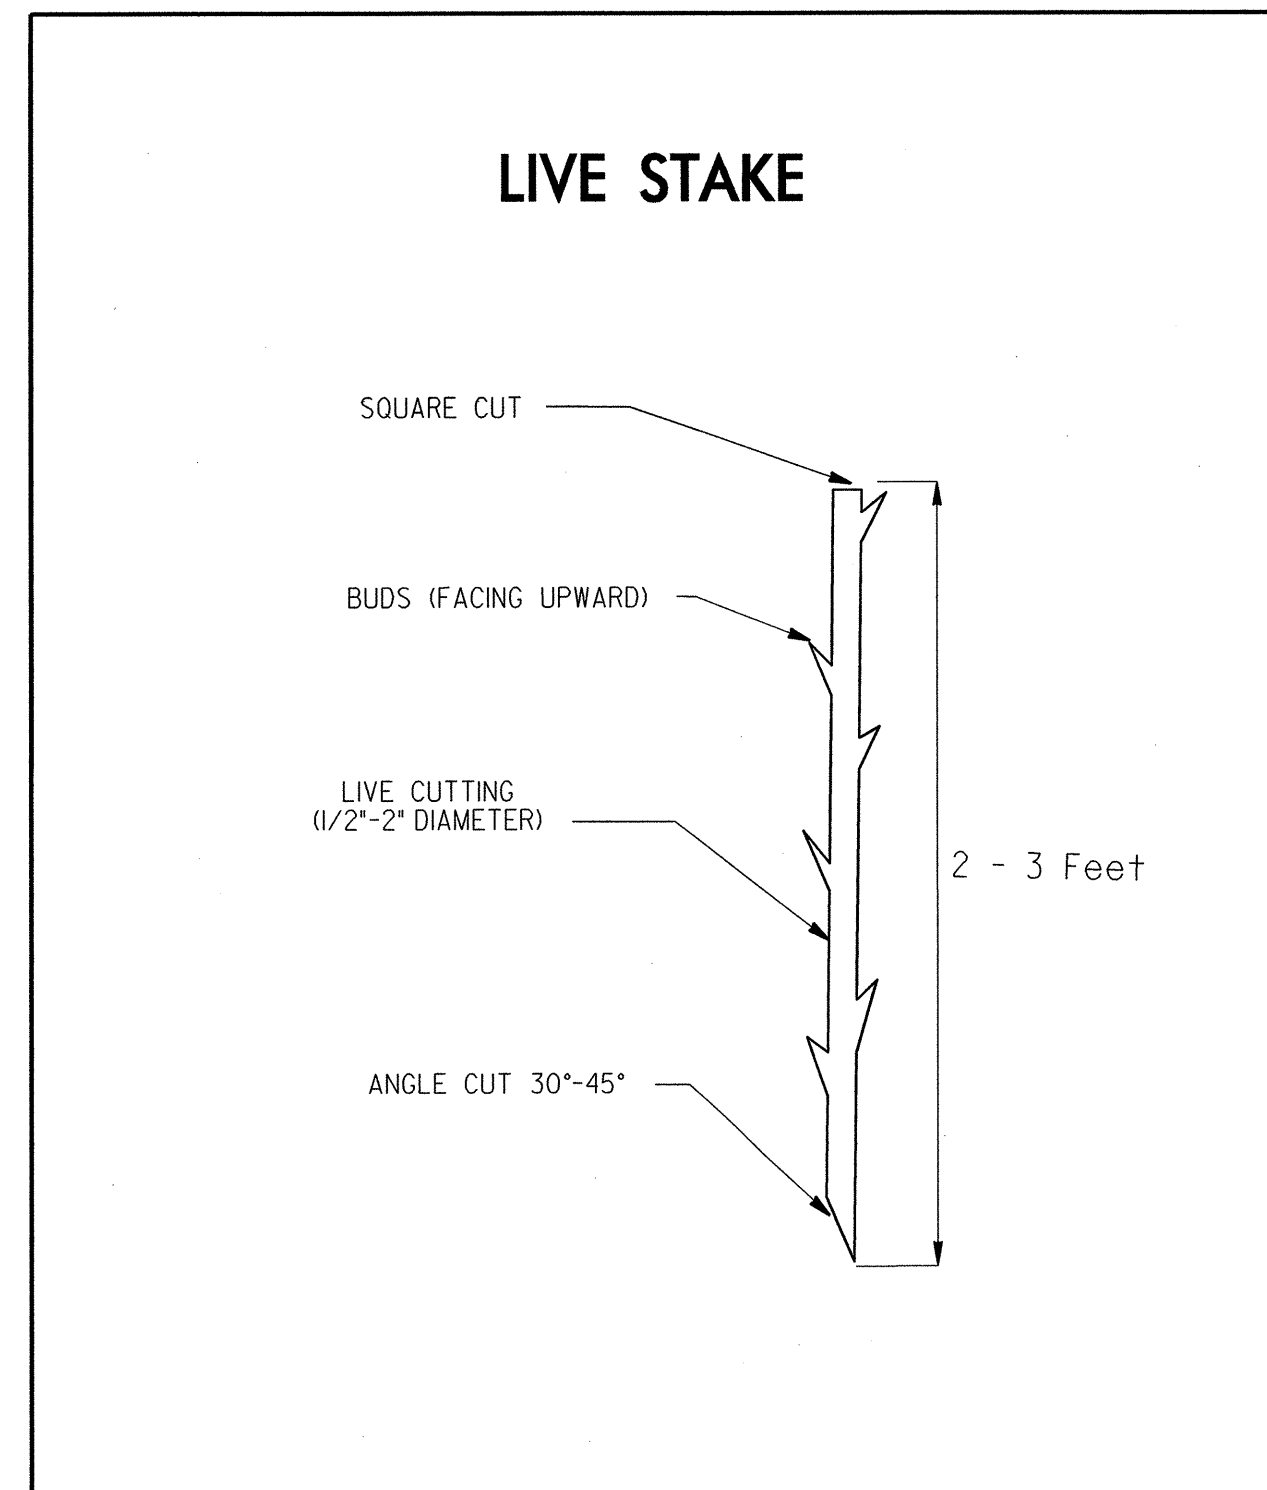 LIVE STAKE
SQUARE CUT
BUDS (FACING UPWARD)
LIVE CUTTING
(1/2"-2" DIAMETER)
2 - 3 Feet
ANGLE CUT 30°-45°